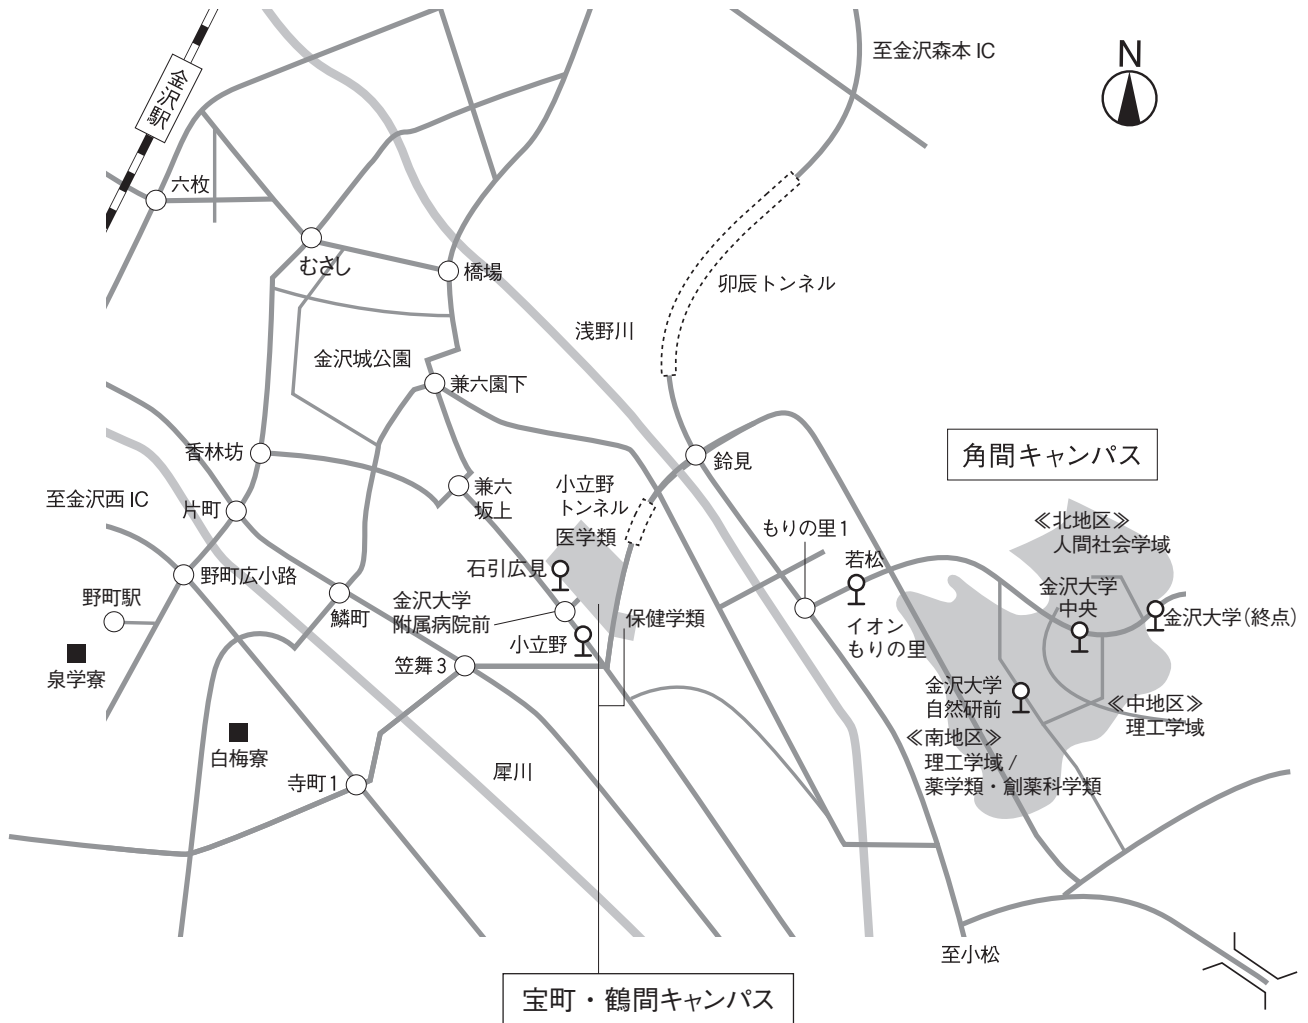 至金沢森本 IC
N
金沢駅
六枚
むさし
橋場
卯辰トンネル
浅野川
金沢城公園
兼六園下
香林坊
鈴見
角間キャンパス
兼六
坂上
小立野
トンネル
至金沢西 IC
片町
医学類
もりの里 1
≪北地区≫
人間社会学域
石引広見
若松
野町広小路
野町駅
鱗町
金沢大学
附属病院前
小立野
保健学類
イオン
もりの里
金沢大学
中央
金沢大学（終点）
泉学寮
笠舞 3
金沢大学
自然研前
≪中地区≫
理工学域
白梅寮
≪南地区≫
理工学域 /
薬学類・創薬科学類
寺町 1
犀川
至小松
宝町・鶴間キャンパス